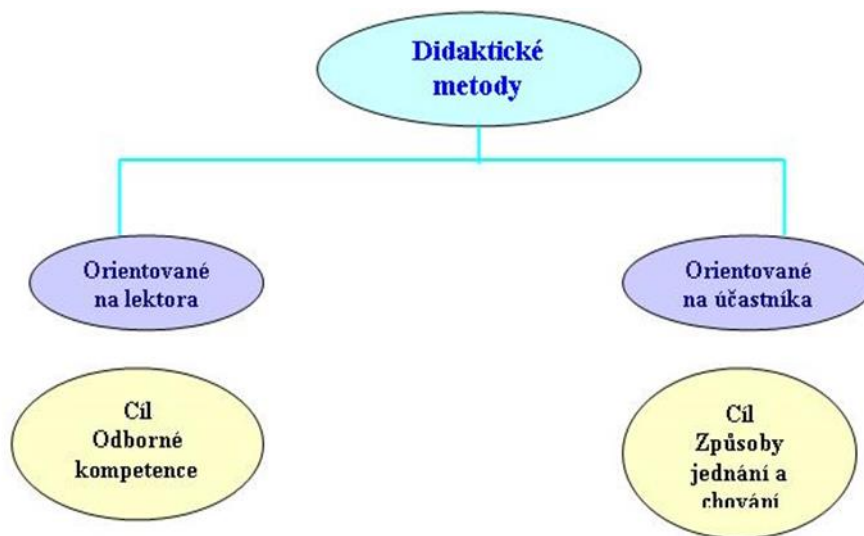 Didaktické
metody
Orientované
na lektora
Orientované
na účastníka
Cíl
Odborné
kompetence
Cíl
Způsoby
jednání a
chování